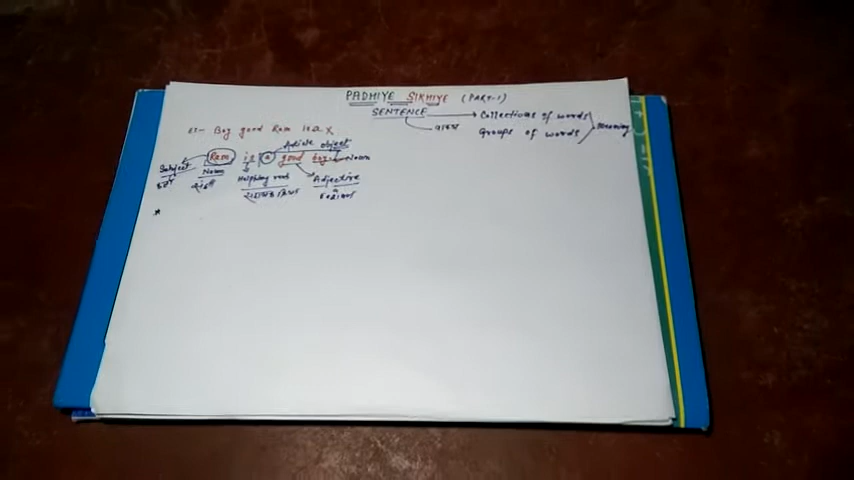 PADHIYE SIKHIYE (PART-1)
SENTENCE → Collections of words
Groups of words Meaning
वाक्य
ex:- Boy good Ram is a X
Article object
Ram is a good boy Noun
Subject Noun Helping verb Adjective